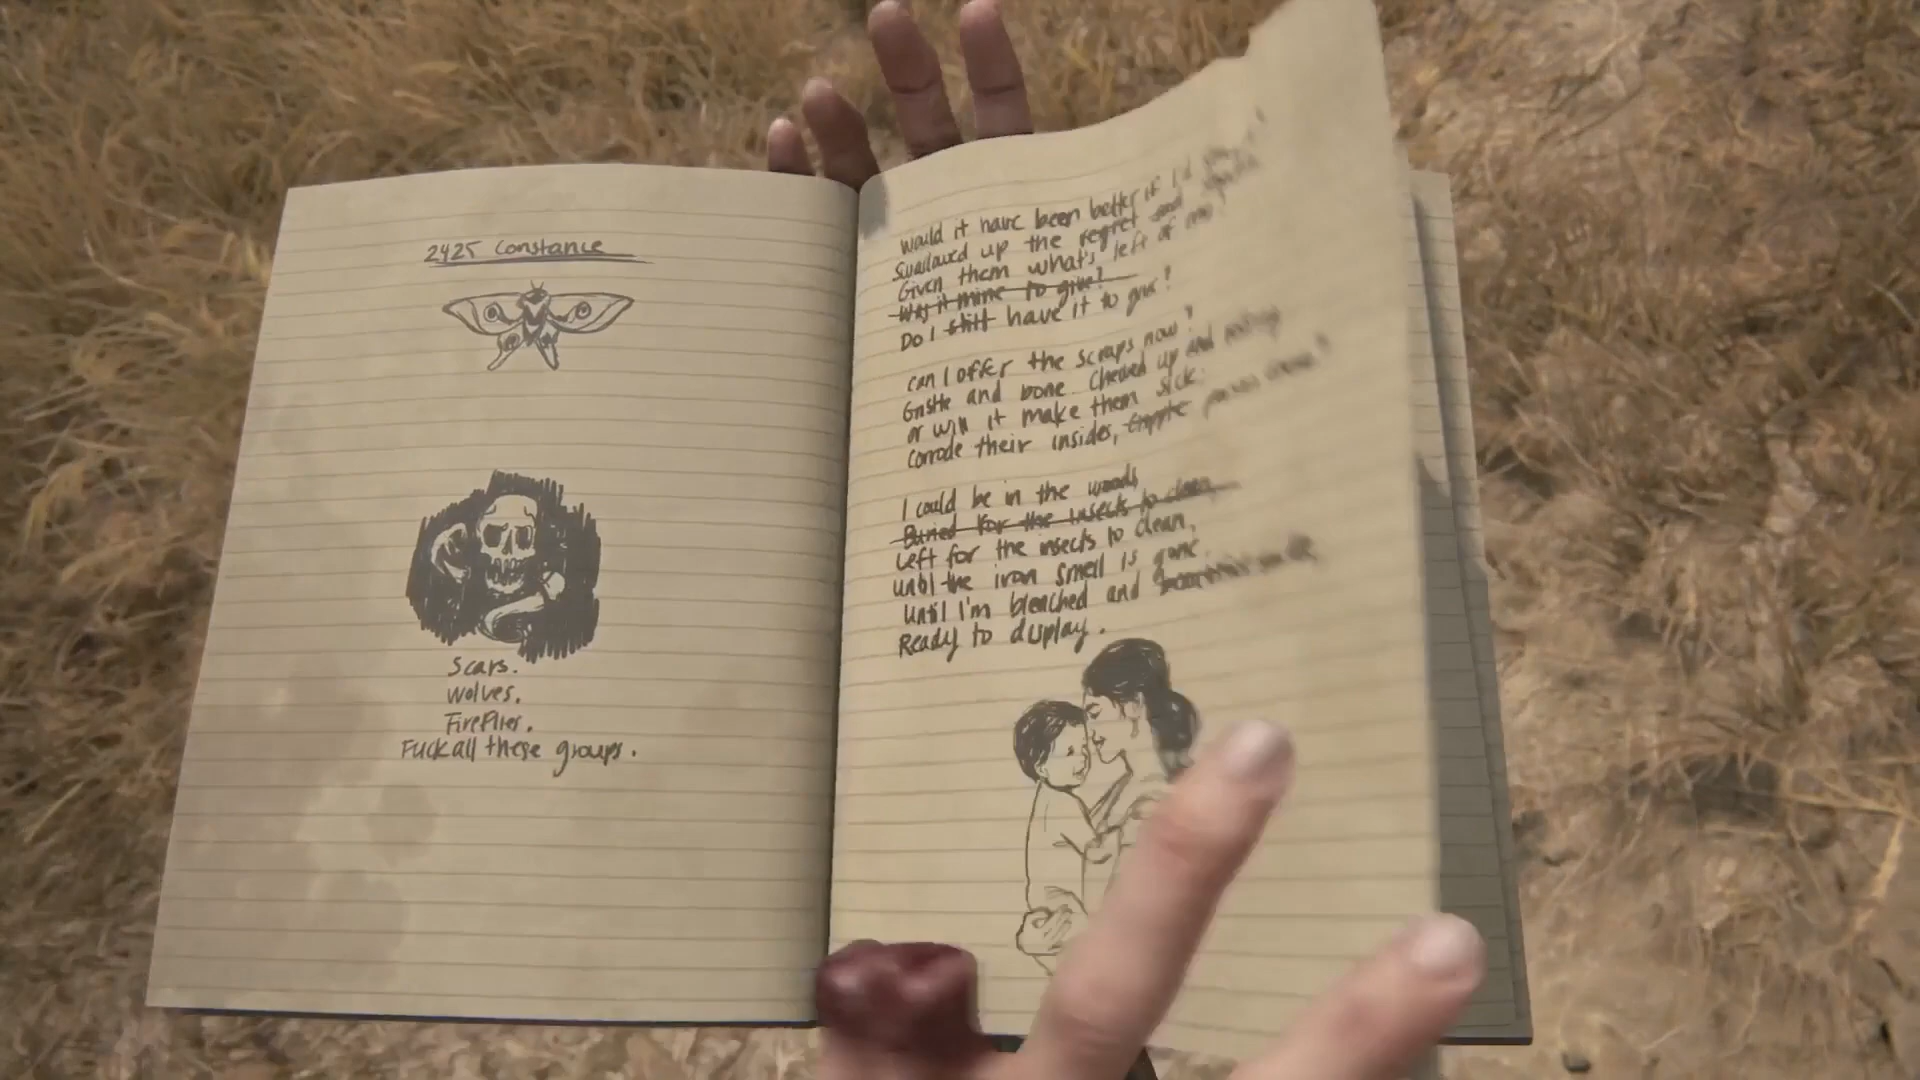 2425 Constance
Scars.
Wolves.
Fireflies.
Fuck all these groups.
Would it have been better if I'd
Swallowed up the regret and
Given them what's left of me?
Was it mine to give?
Do I still have it to give?
Can I offer the scraps now?
Gristle and bone chewed up and
or will it make them sick.
Corrode their insides,
I could be in the woods
Buried for the insects to clean,
Left for the insects to clean,
until the iron smell is gone.
Until I'm bleached and
Ready to display.